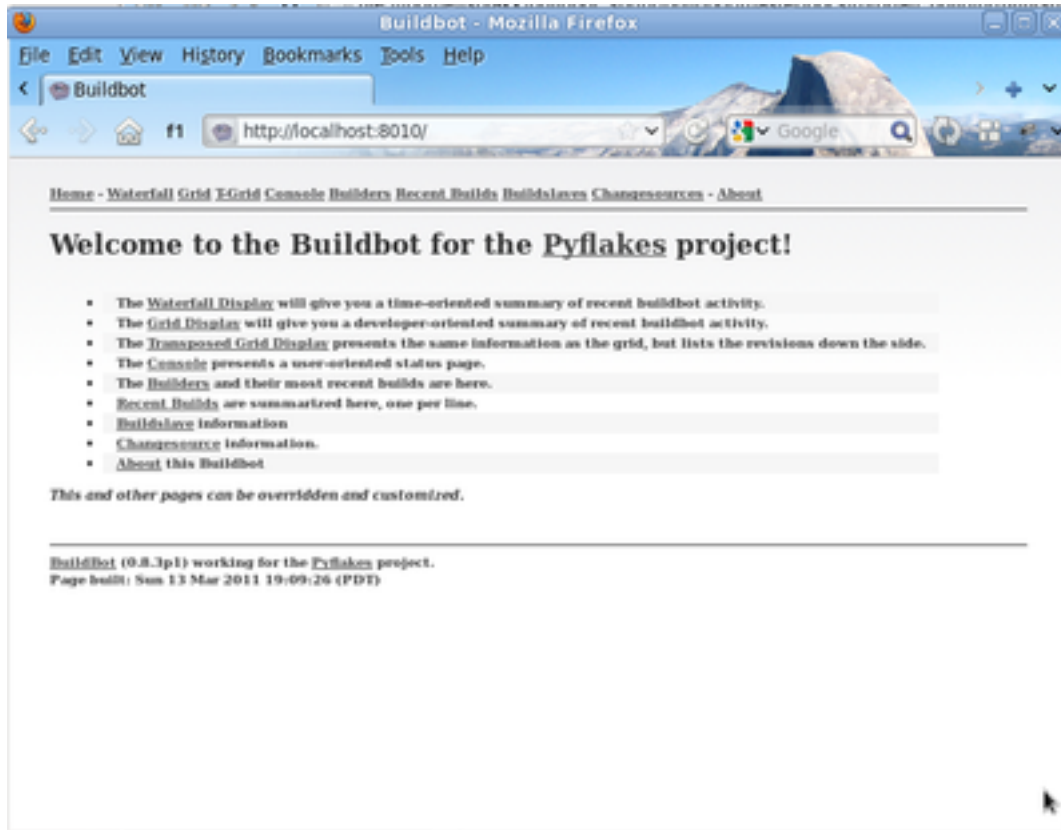 Buildbot - Mozilla Firefox
File Edit View History Bookmarks Tools Help
Buildbot
f1 http://localhost:8010/ Google
Home - Waterfall Grid T-Grid Console Builders Recent Builds Buildslaves Changesources - About
Welcome to the Buildbot for the Pyflakes project!
The Waterfall Display will give you a time-oriented summary of recent buildbot activity.
The Grid Display will give you a developer-oriented summary of recent buildbot activity.
The Transposed Grid Display presents the same information as the grid, but lists the revisions down the side.
The Console presents a user-oriented status page.
The Builders and their most recent builds are here.
Recent Builds are summarized here, one per line.
Buildslave information
Changesource information.
About this Buildbot
This and other pages can be overridden and customized.
BuildBot (0.8.3p1) working for the Pyflakes project.
Page built: Sun 13 Mar 2011 19:09:26 (PDT)